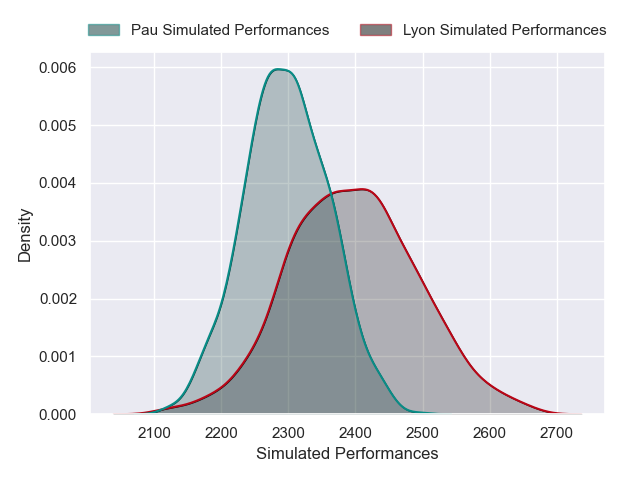 Pau Simulated Performances Lyon Simulated Performances
0.006
0.005
0.004
0.003
0.002
0.001
0.000
Density
2100 2200 2300 2400 2500 2600 2700
Simulated Performances